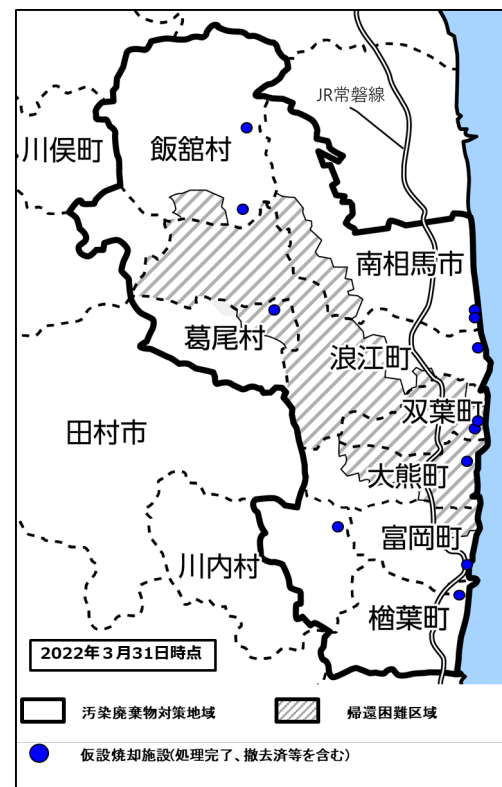 JR常磐線
川俣町
飯舘村
南相馬市
葛尾村
浪江町
双葉町
田村市
大熊町
富岡町
川内村
楢葉町
2022年3月31日時点
汚染廃棄物対策地域
帰還困難区域
仮設焼却施設(処理完了、撤去済等を含む)